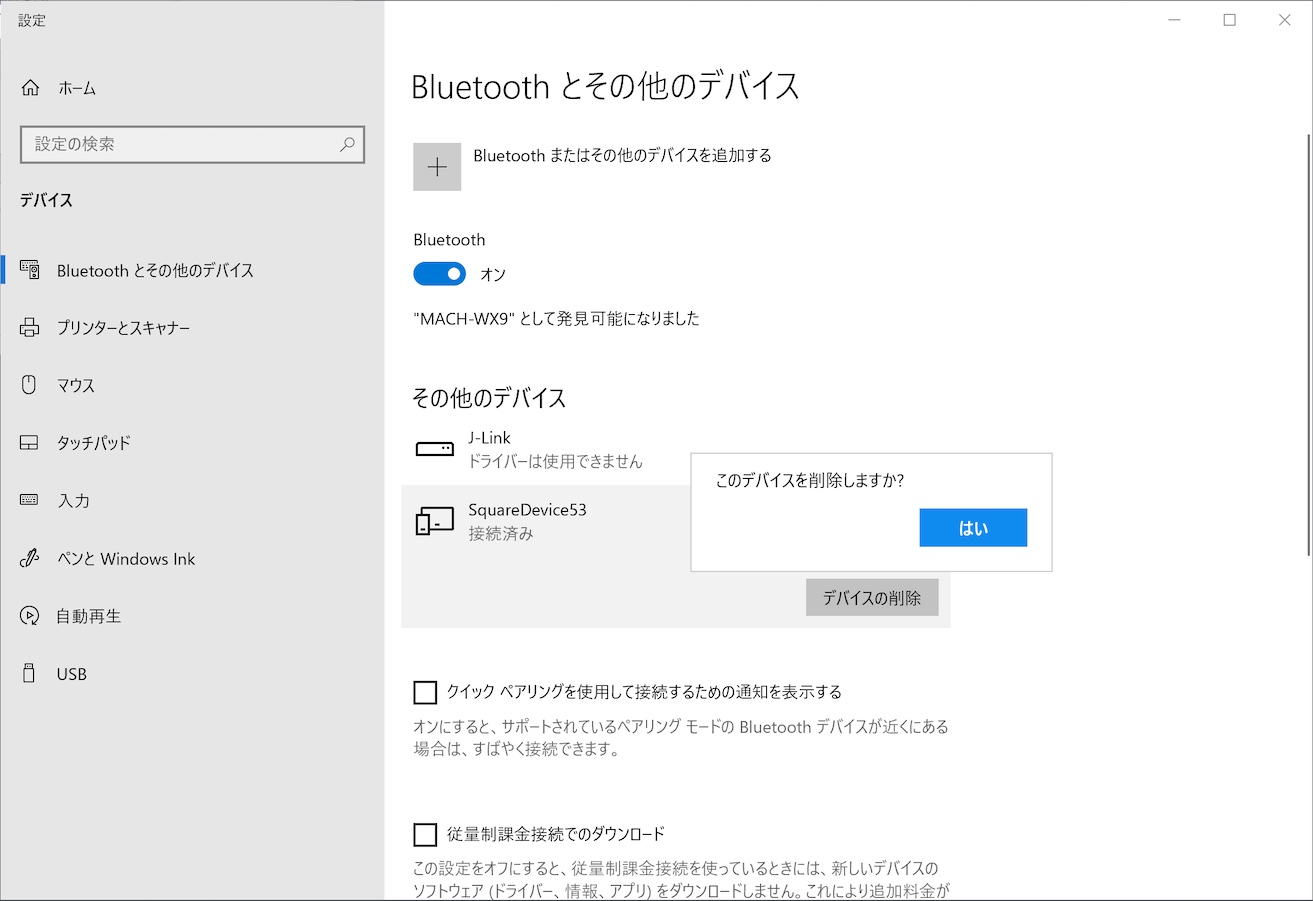 設定
ホーム
設定の検索
デバイス
Bluetooth とその他のデバイス
プリンターとスキャナー
マウス
タッチパッド
入力
ペンと Windows Ink
自動再生
USB
Bluetooth とその他のデバイス
Bluetooth またはその他のデバイスを追加する
Bluetooth
オン
"MACH-WX9" として発見可能になりました
その他のデバイス
J-Link
ドライバーは使用できません
SquareDevice53
接続済み
このデバイスを削除しますか?
はい
デバイスの削除
クイック ペアリングを使用して接続するための通知を表示する
オンにすると、サポートされているペアリング モードの Bluetooth デバイスが近くにある
場合は、すばやく接続できます。
従量制課金接続でのダウンロード
この設定をオフにすると、従量制課金接続を使っているときには、新しいデバイスの
ソフトウェア (ドライバー、情報、アプリ) をダウンロードしません。これにより追加料金が